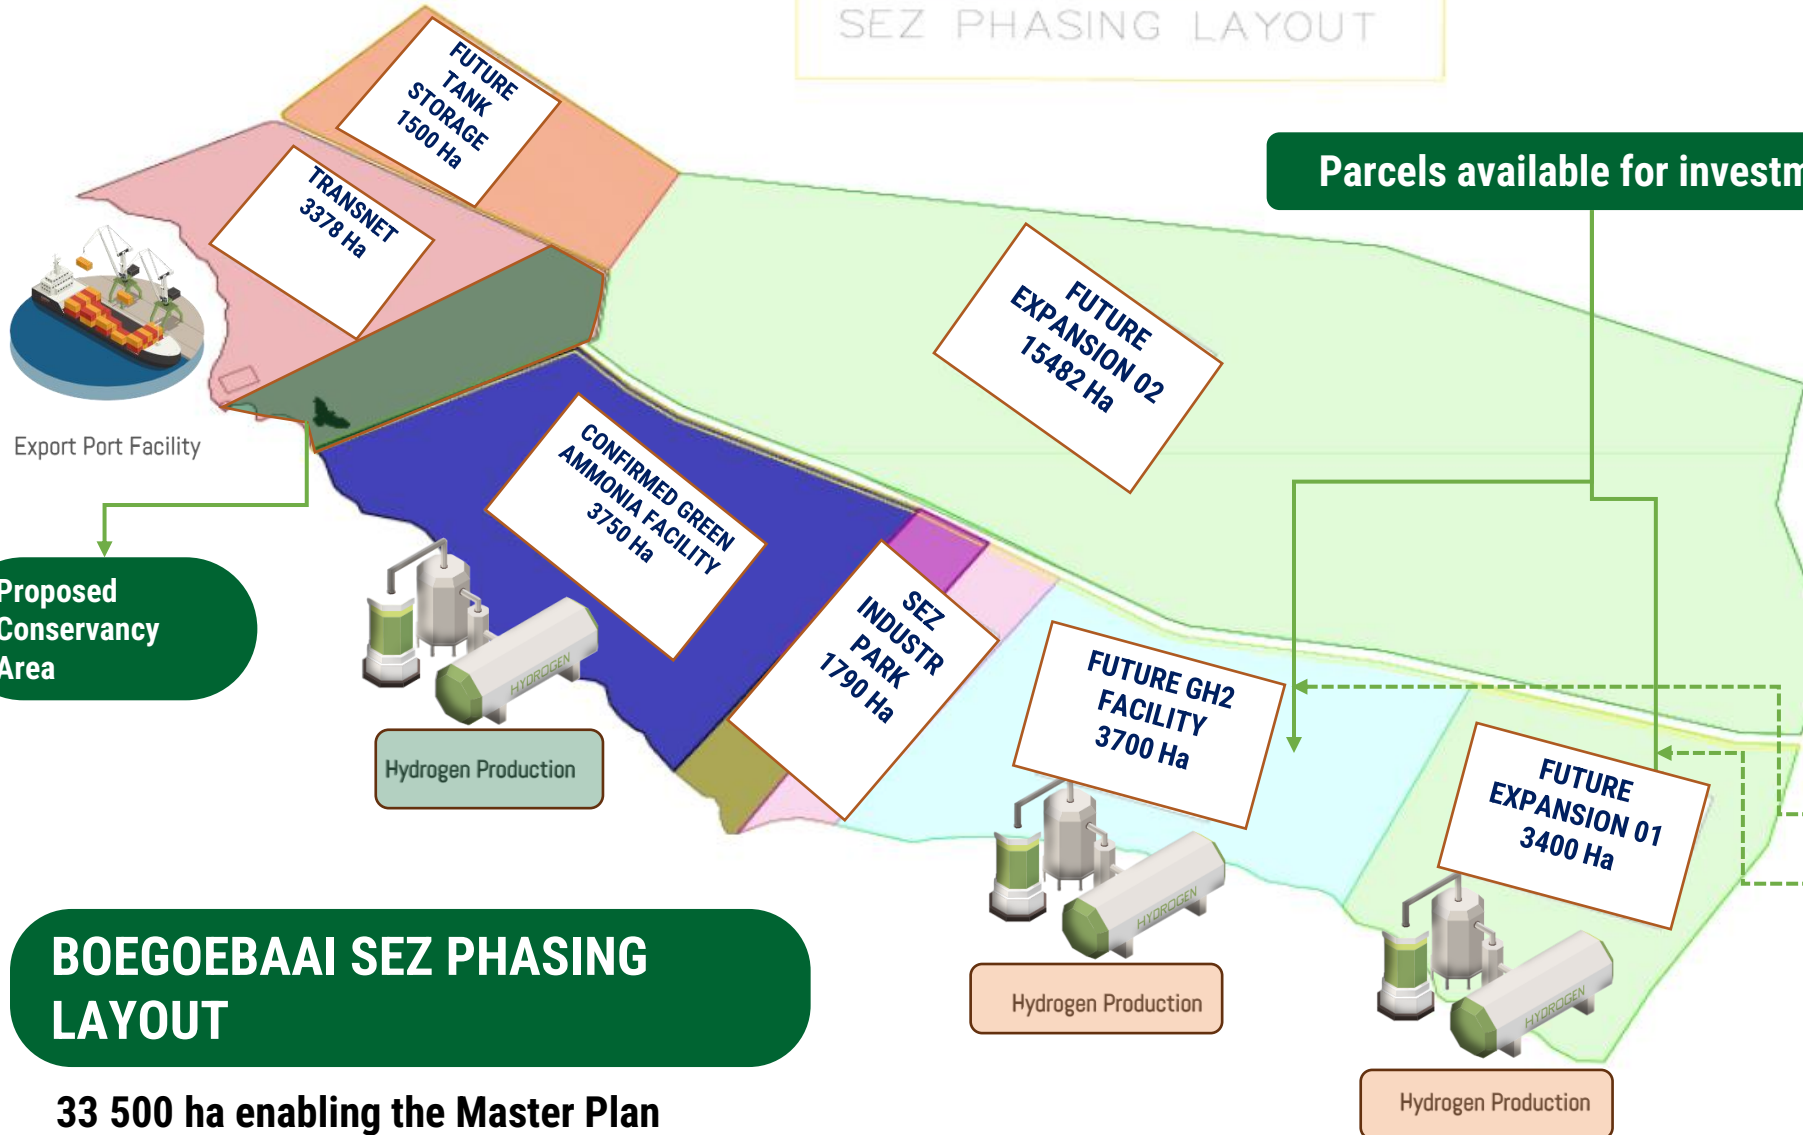 SEZ PHASING LAYOUT
FUTURE
TANK
STORAGE
1500 Ha
Parcels available for investm
TRANSNET
3378 Ha
FUTURE
EXPANSION 02
15482 Ha
Export Port Facility
CONFIRMED GREEN
AMMONIA FACILITY
3750 Ha
Proposed
Conservancy
Area
SEZ
INDUSTR
PARK
1790 Ha
FUTURE GH2
FACILITY
3700 Ha
HYDROGEN
Hydrogen Production
FUTURE
EXPANSION 01
3400 Ha
HYDROGEN
Hydrogen Production
HYDROGEN
Hydrogen Production
BOEGOEBAAI SEZ PHASING
LAYOUT
33 500 ha enabling the Master Plan